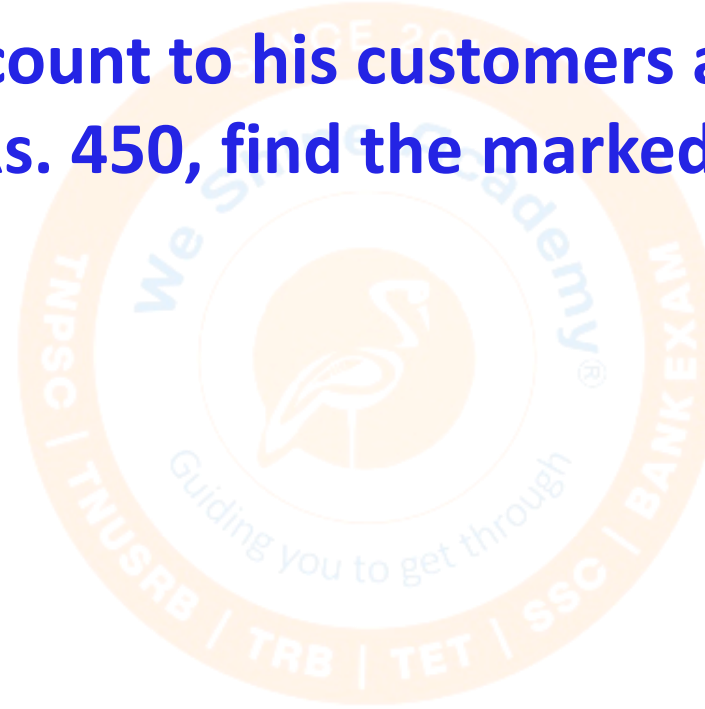 count to his customers a
s. 450, find the marked
We Shine Academy®
Guiding you to get through
TNPSC | TNUSRB | TRB | TET | SSC | BANK EXAM